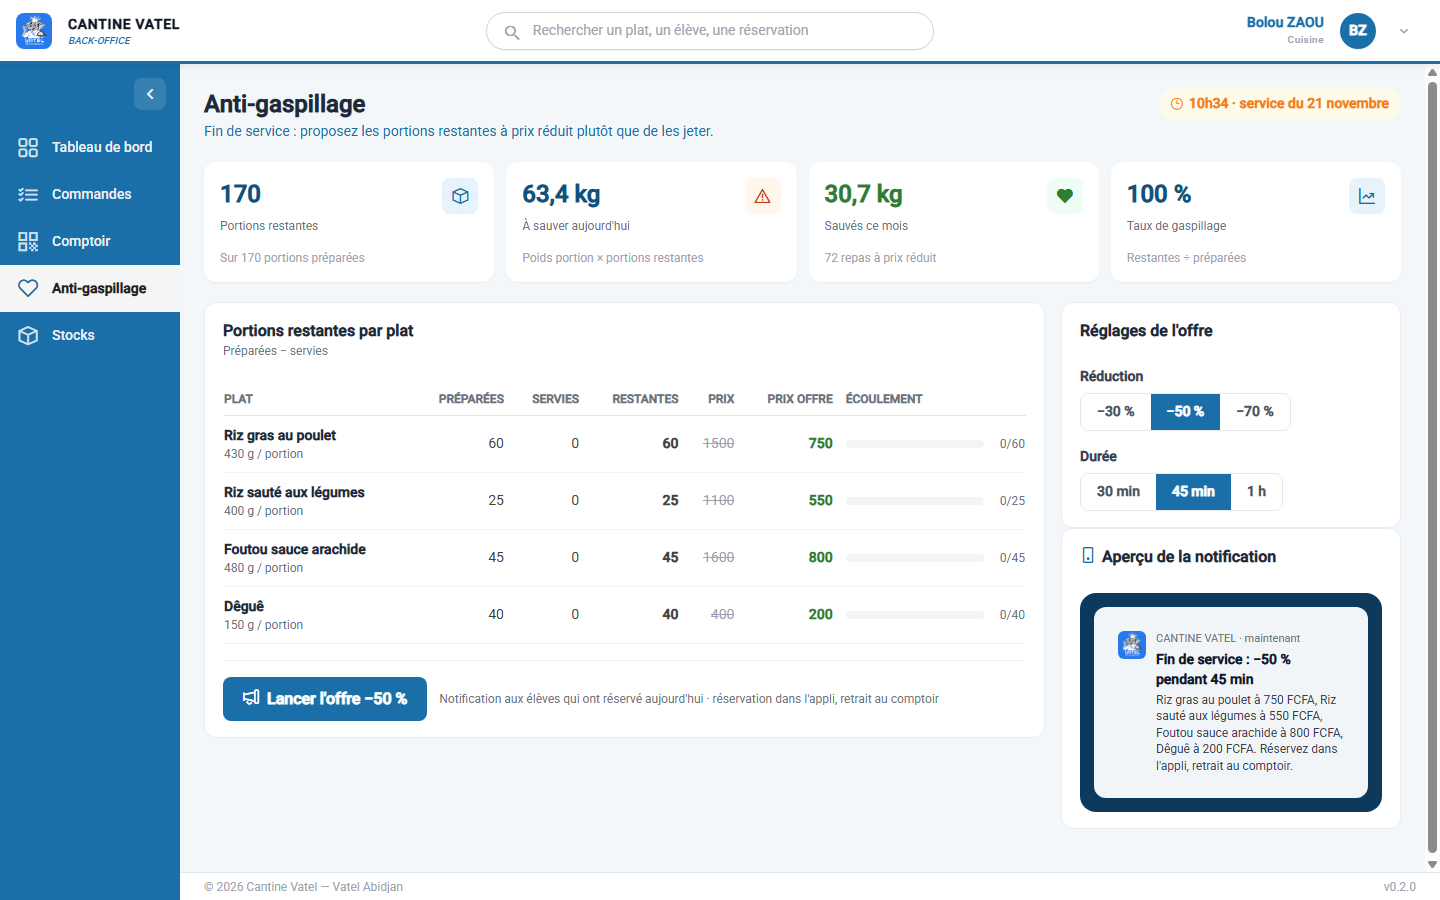 CANTINE VATEL
BACK-OFFICE
Rechercher un plat, un élève, une réservation
Bolou ZAOU
Cuisine
BZ
Tableau de bord
Commandes
Comptoir
Anti-gaspillage
Stocks
Anti-gaspillage
Fin de service : proposez les portions restantes à prix réduit plutôt que de les jeter.
10h34 · service du 21 novembre
170
Portions restantes
Sur 170 portions préparées
63,4 kg
À sauver aujourd'hui
Poids portion × portions restantes
30,7 kg
Sauvés ce mois
72 repas à prix réduit
100 %
Taux de gaspillage
Restantes ÷ préparées
Portions restantes par plat
Préparées − servies
PLAT PRÉPARÉES SERVIES RESTANTES PRIX PRIX OFFRE ÉCOULEMENT
Riz gras au poulet 60 0 60 1500 750 0/60
430 g / portion
Riz sauté aux légumes 25 0 25 1100 550 0/25
400 g / portion
Foutou sauce arachide 45 0 45 1600 800 0/45
480 g / portion
Dêguê 40 0 40 400 200 0/40
150 g / portion
Lancer l'offre −50 %
Notification aux élèves qui ont réservé aujourd'hui · réservation dans l'appli, retrait au comptoir
Réglages de l'offre
Réduction
−30 % −50 % −70 %
Durée
30 min 45 min 1 h
Aperçu de la notification
CANTINE VATEL · maintenant
Fin de service : −50 %
pendant 45 min
Riz gras au poulet à 750 FCFA, Riz
sauté aux légumes à 550 FCFA,
Foutou sauce arachide à 800 FCFA,
Dêguê à 200 FCFA. Réservez dans
l'appli, retrait au comptoir.
© 2026 Cantine Vatel — Vatel Abidjan
v0.2.0